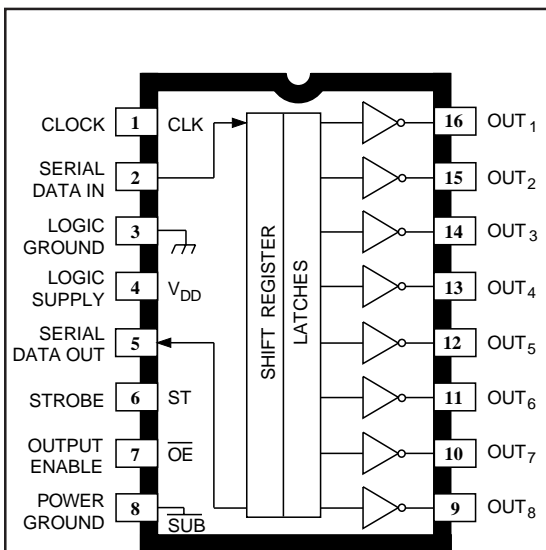 CLOCK 1 CLK
SERIAL
DATA IN 2
LOGIC
GROUND 3
LOGIC
SUPPLY 4 VDD
SERIAL
DATA OUT 5
STROBE 6 ST
OUTPUT
ENABLE 7 OE
POWER
GROUND 8 SUB
SHIFT REGISTER
LATCHES
16 OUT1
15 OUT2
14 OUT3
13 OUT4
12 OUT5
11 OUT6
10 OUT7
9 OUT8